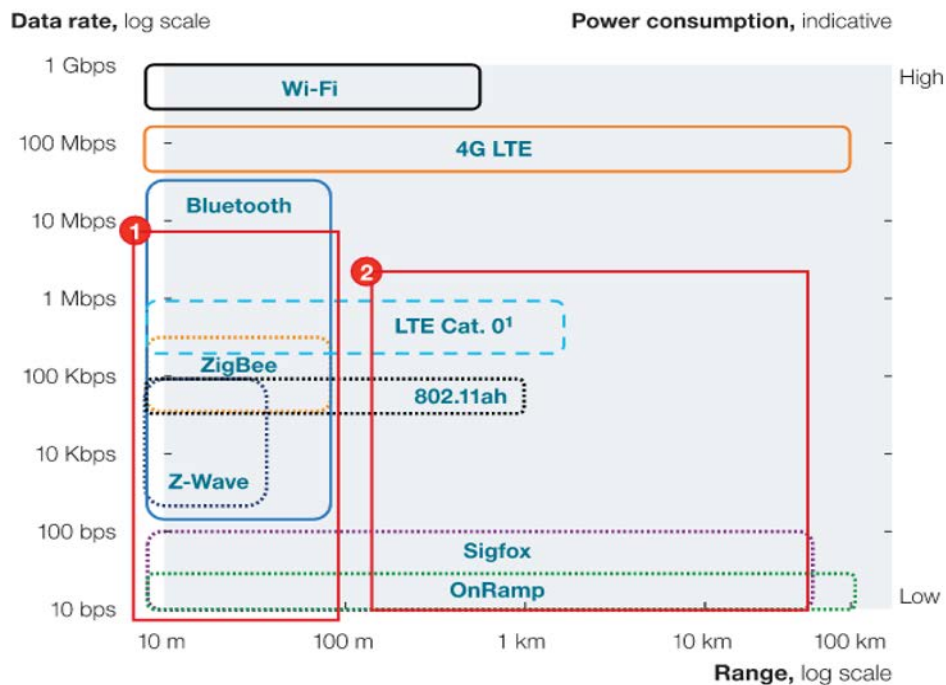 Data rate, log scale
Power consumption, indicative
1 Gbps
High
Wi-Fi
100 Mbps
4G LTE
Bluetooth
10 Mbps
1
2
1 Mbps
LTE Cat. 0¹
ZigBee
100 Kbps
802.11ah
10 Kbps
Z-Wave
100 bps
Sigfox
OnRamp
10 bps
Low
10 m
100 m
1 km
10 km
100 km
Range, log scale